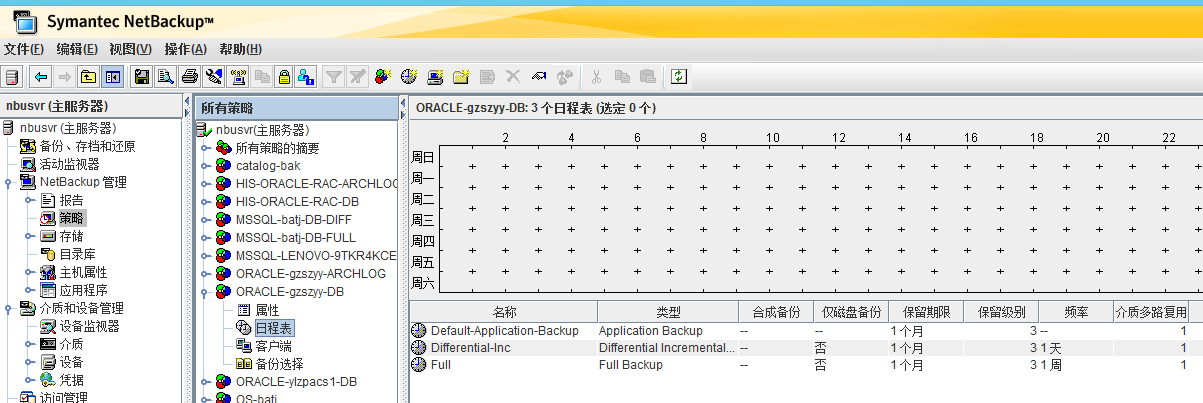 Symantec NetBackup™
文件(F) 编辑(E) 视图(V) 操作(A) 帮助(H)
nbusvr (主服务器)
nbusvr (主服务器)
备份、存档和还原
活动监视器
NetBackup 管理
报告
策略
存储
目录库
主机属性
应用程序
介质和设备管理
设备监视器
介质
设备
凭据
访问管理
所有策略
nbusvr(主服务器)
所有策略的摘要
catalog-bak
HIS-ORACLE-RAC-ARCHLOG
HIS-ORACLE-RAC-DB
MSSQL-batj-DB-DIFF
MSSQL-batj-DB-FULL
MSSQL-LENOVO-9TKR4KCE
ORACLE-gzszyy-ARCHLOG
ORACLE-gzszyy-DB
属性
日程表
客户端
备份选择
ORACLE-ylzpacs1-DB
OS-batj
ORACLE-gzszyy-DB: 3 个日程表 (选定 0 个)
2 4 6 8 10 12 14 16 18 20 22
周日
周一
周二
周三
周四
周五
周六
名称 类型 合成备份 仅磁盘备份 保留期限 保留级别 频率 介质多路复用
Default-Application-Backup Application Backup -- -- 1 个月 3 -- 1
Differential-Inc Differential Incremental... -- 否 1 个月 3 1 天 1
Full Full Backup -- 否 1 个月 3 1 周 1